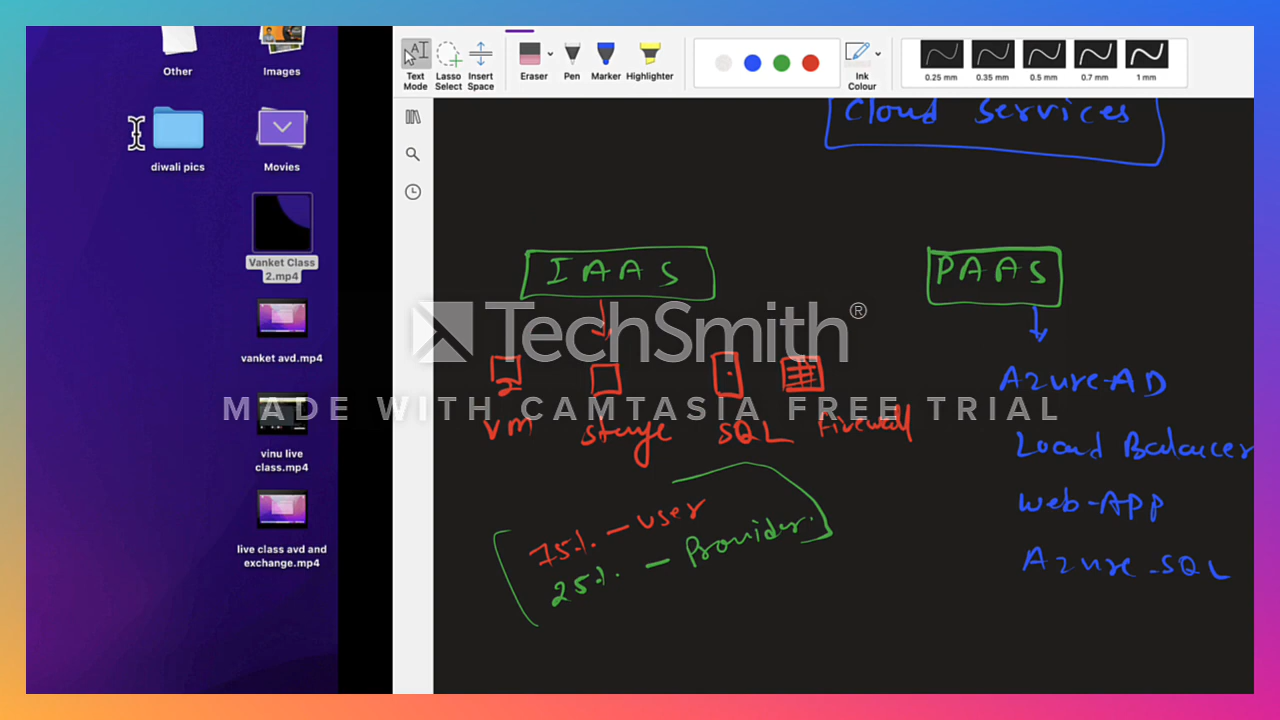 Other
Images
diwali pics
Movies
Vanket Class
2.mp4
vanket avd.mp4
vinu live
class.mp4
live class avd and
exchange.mp4
Text
Mode
Lasso
Select
Insert
Space
Eraser
Pen
Marker
Highlighter
Ink
Colour
0.25 mm
0.35 mm
0.5 mm
0.7 mm
1 mm
Cloud Services
IAAS
PAAS
TechSmith®
MADE WITH CAMTASIA FREE TRIAL
VM
SQL
firewall
75%. - user
25%. - Provider.
Azure-AD
Load Balancer
Web-App
Azure-SQL